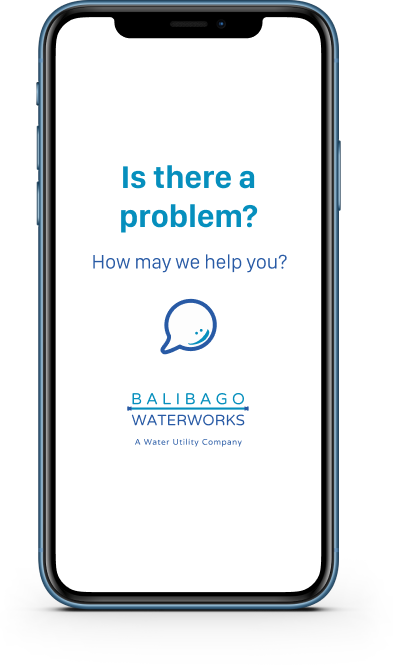 Is there a
problem?
How may we help you?
BALIBAGO
WATERWORKS
A Water Utility Company